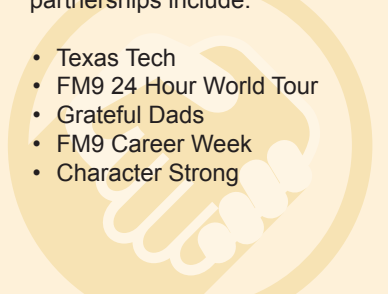 partnerships include:
• Texas Tech
• FM9 24 Hour World Tour
• Grateful Dads
• FM9 Career Week
• Character Strong